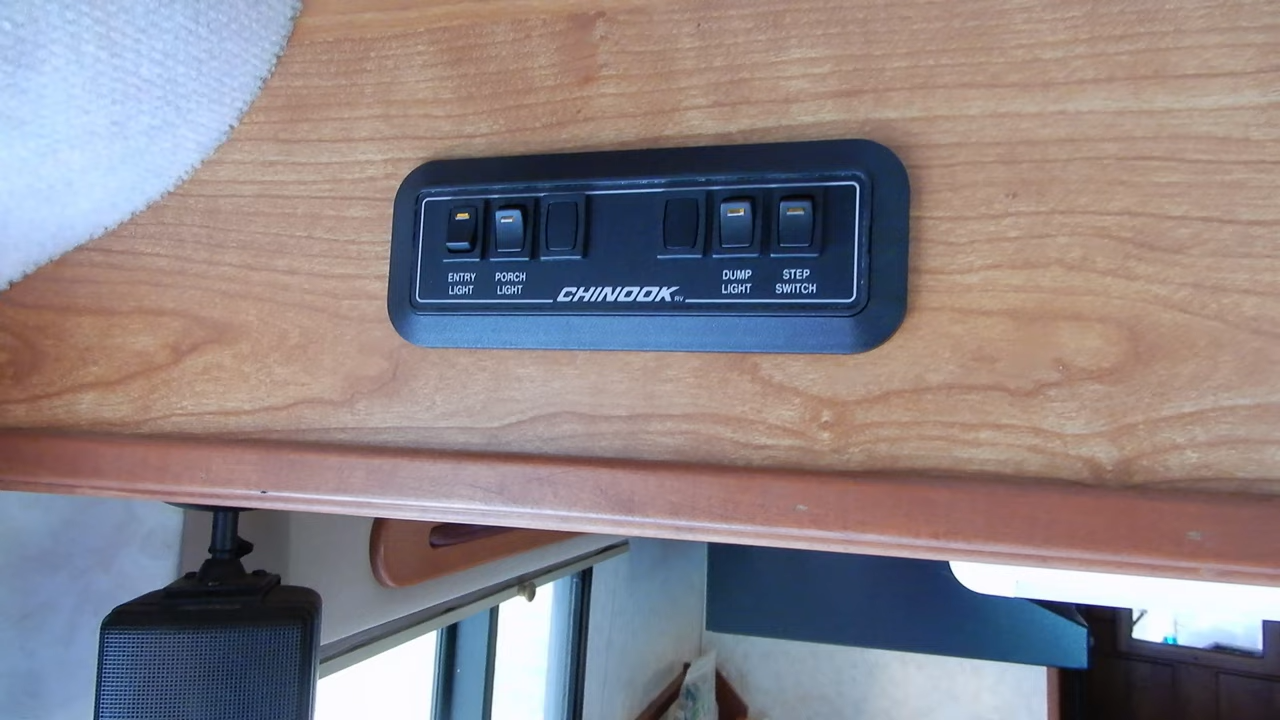 ENTRY
LIGHT
PORCH
LIGHT
DUMP
LIGHT
STEP
SWITCH
CHINOOK RV